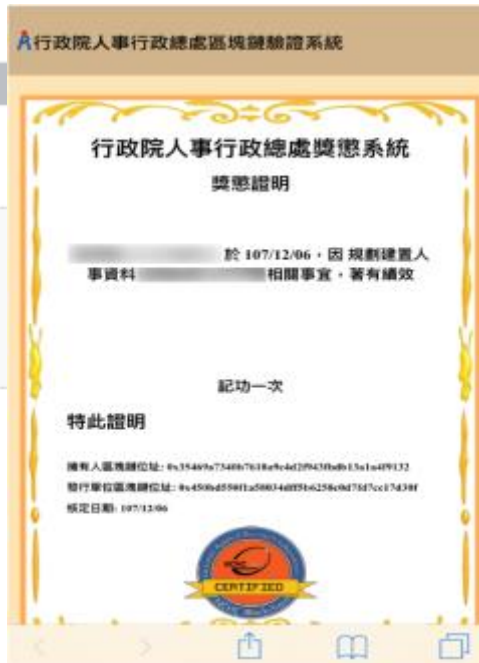 行政院人事行政總處區塊鏈驗證系統
行政院人事行政總處獎懲系統
獎懲證明
於 107/12/06,因 規劃建置人
事資料 相關事宜,著有績效
記功一次
特此證明
擁有人區塊鏈位址:
發行單位區塊鏈位址:
核定日期: 107/12/06
CERTIFIED